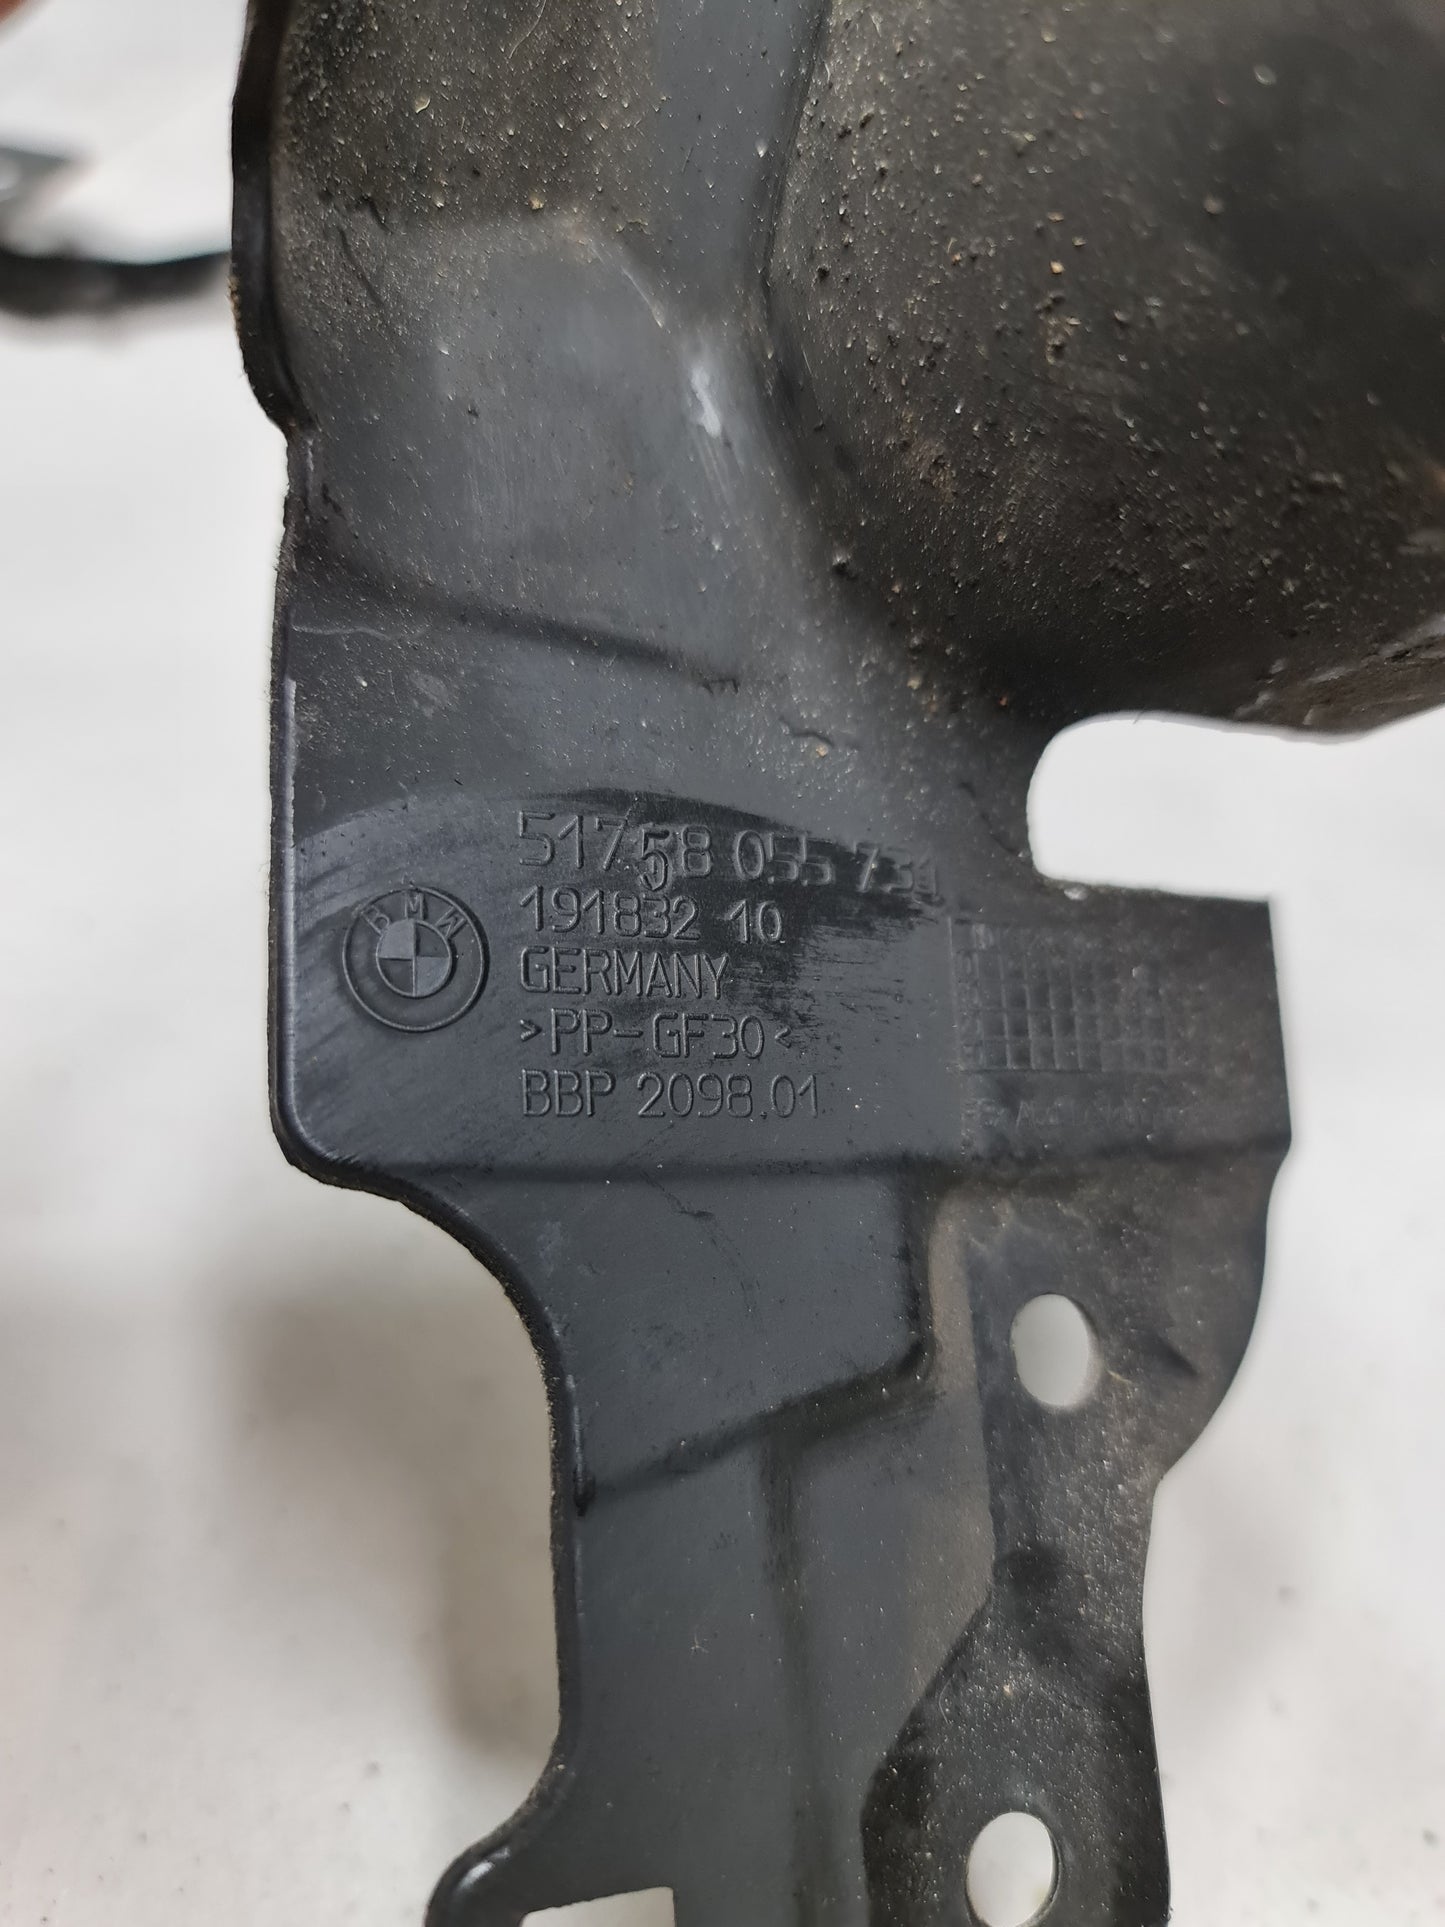 51758 055 731
191832 10
BMW
GERMANY
>PP-GF30<
BBP 2098.01